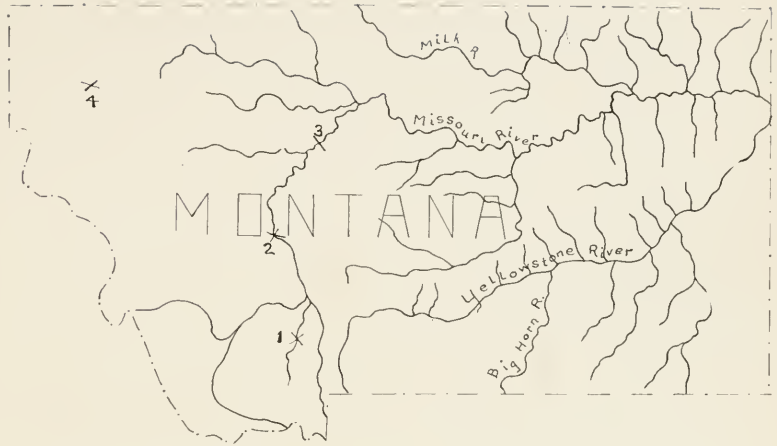 Milk R
4
Missouri River
3
MONTANA
2
Yellowstone River
1
Big Horn R.